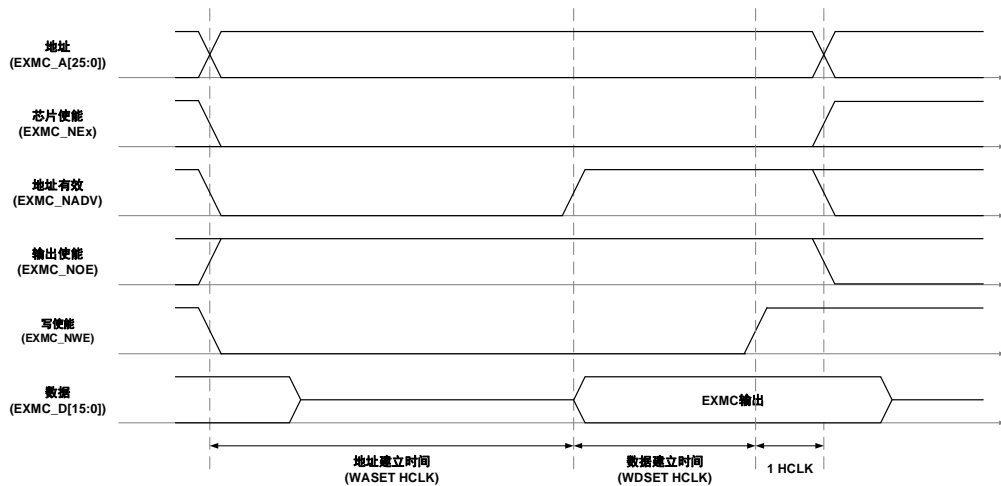 地址
(EXMC_A[25:0])
芯片使能
(EXMC_NEx)
地址有效
(EXMC_NADV)
输出使能
(EXMC_NOE)
写使能
(EXMC_NWE)
数据
(EXMC_D[15:0])
EXMC输出
地址建立时间
(WASET HCLK)
数据建立时间
(WDSET HCLK)
1 HCLK